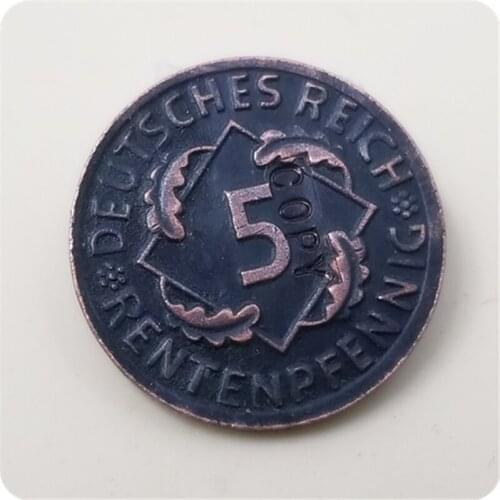 DEUTSCHES REICH
5
COPY
RENTENPFENNIG